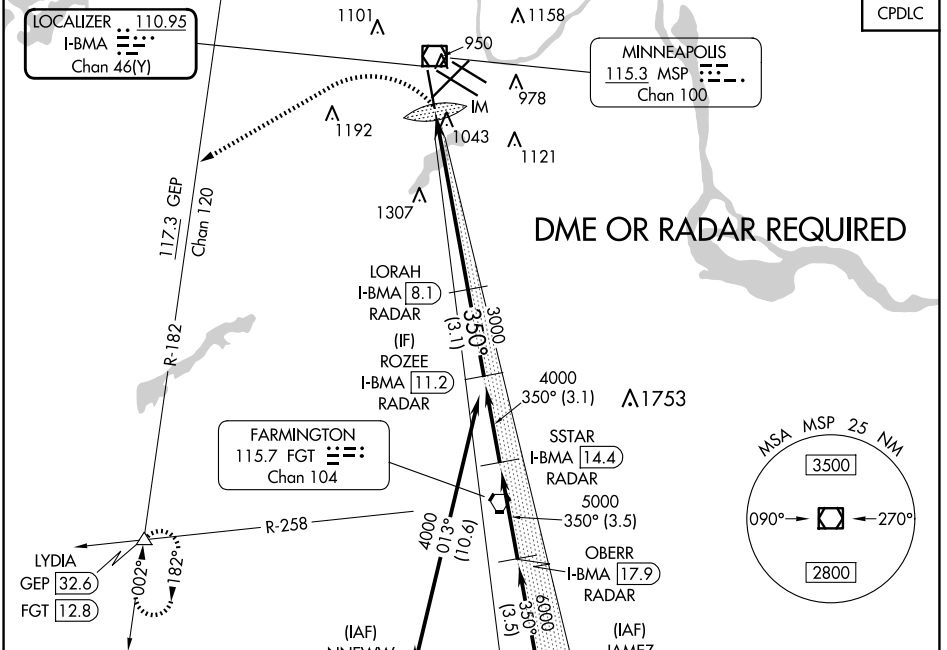 LOCALIZER 110.95
I-BMA
Chan 46(Y)
1101
1158
CPDLC
950
MINNEAPOLIS
115.3 MSP
Chan 100
978
IM
1192
1043
1121
1307
117.3 GEP
Chan 120
DME OR RADAR REQUIRED
LORAH
I-BMA 8.1
RADAR
3000
350°
(3.1)
R-182
(IF)
ROZEE
I-BMA 11.2
RADAR
4000
350° (3.1)
1753
FARMINGTON
115.7 FGT
Chan 104
SSTAR
I-BMA 14.4
RADAR
MSA MSP 25 NM
3500
090°
270°
2800
5000
350° (3.5)
R-258
4000
013°
(10.6)
LYDIA
GEP 32.6
FGT 12.8
002°
182°
OBERR
I-BMA 17.9
RADAR
6000
350°
(3.5)
(IAF)
(IAF)